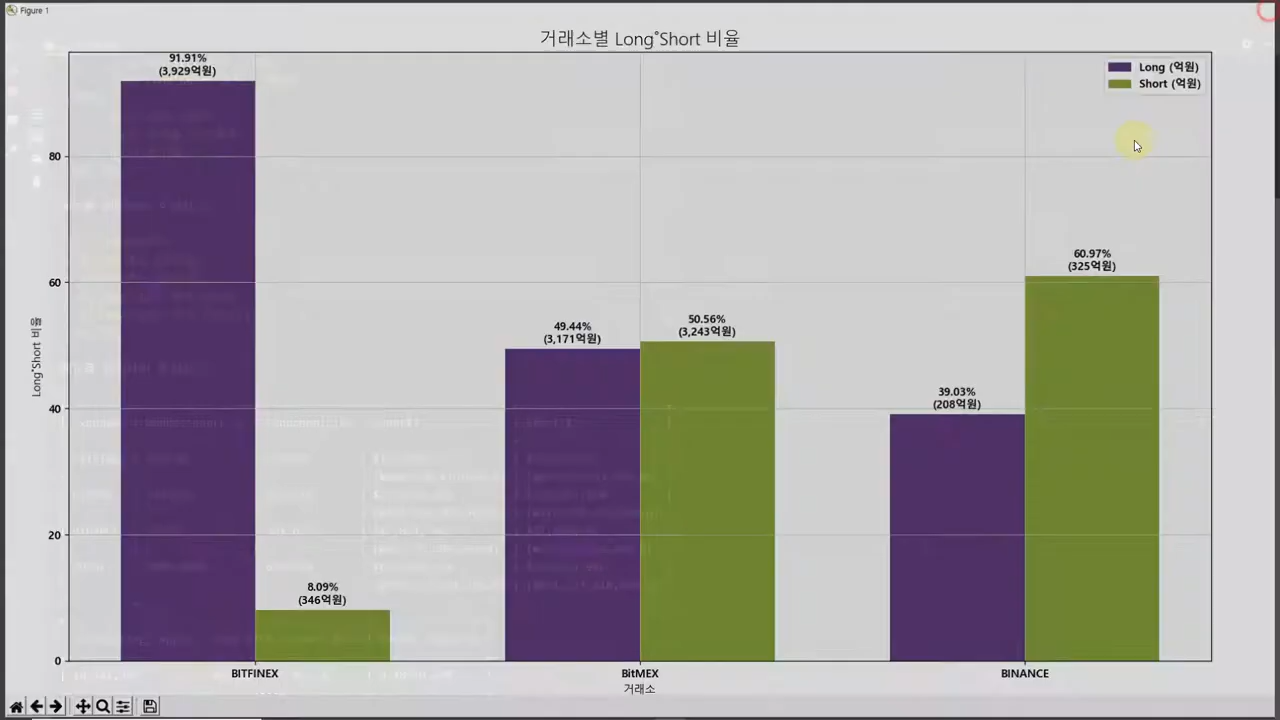 Figure 1
거래소별 Long˚Short 비율
91.91%
(3,929억원)
Long (억원)
Short (억원)
80
60.97%
(325억원)
60
50.56%
(3,243억원)
49.44%
(3,171억원)
Long˚Short 비율
39.03%
(208억원)
40
20
8.09%
(346억원)
0
BITFINEX
BitMEX
BINANCE
거래소